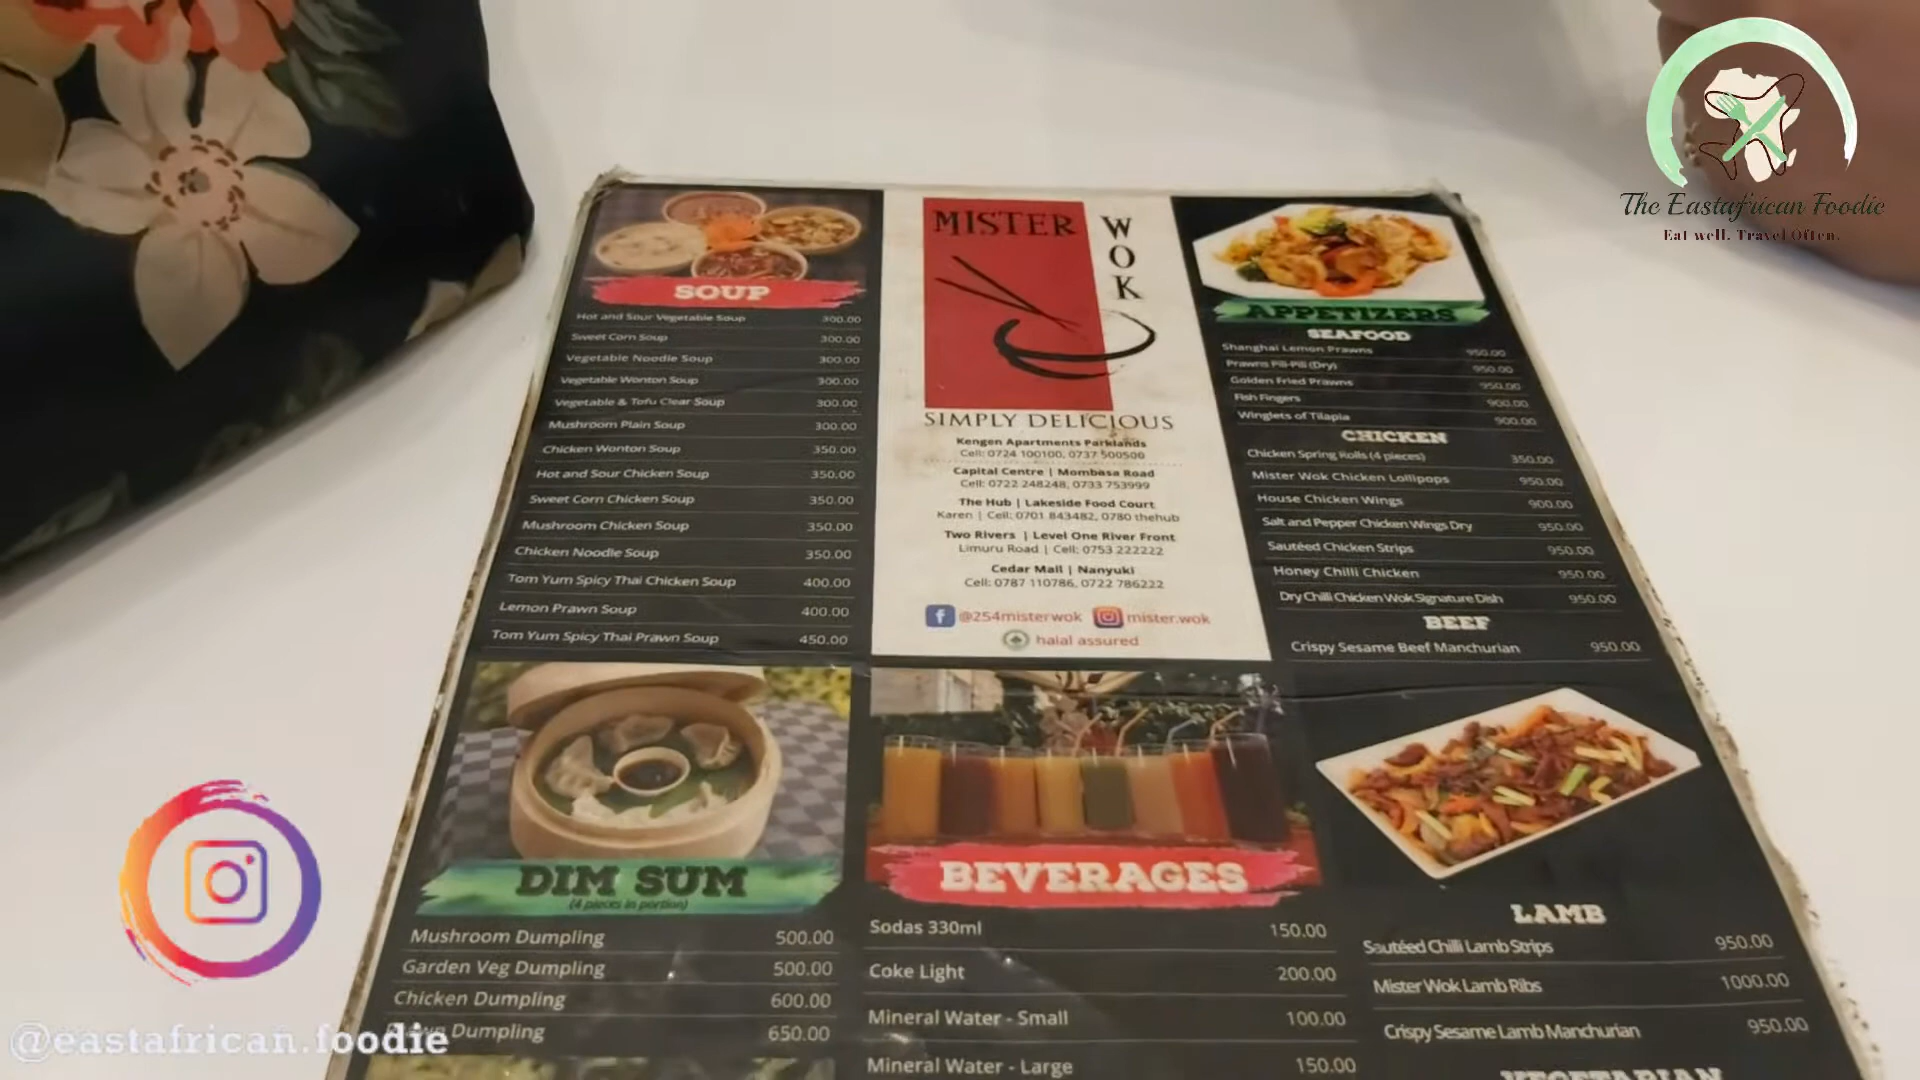 The Eastafrican Foodie
Eat well. Travel Often.
SOUP
Hot and Sour Vegetable Soup 300.00
Sweet Corn Soup 300.00
Vegetable Noodle Soup 300.00
Vegetable Wonton Soup 300.00
Vegetable & Tofu Clear Soup 300.00
Mushroom Plain Soup 300.00
Chicken Wonton Soup 350.00
Hot and Sour Chicken Soup 350.00
Sweet Corn Chicken Soup 350.00
Mushroom Chicken Soup 350.00
Chicken Noodle Soup 350.00
Tom Yum Spicy Thai Chicken Soup 400.00
Lemon Prawn Soup 400.00
Tom Yum Spicy Thai Prawn Soup 450.00
DIM SUM
(4 pieces in portion)
Mushroom Dumpling 500.00
Garden Veg Dumpling 500.00
Chicken Dumpling 600.00
Dumpling 650.00
MISTER WOK
SIMPLY DELICIOUS
Kengen Apartments Parklands
Cell: 0724 100100, 0737 500500
Capital Centre | Mombasa Road
Cell: 0722 248248, 0733 753999
The Hub | Lakeside Food Court
Karen | Cell: 0701 843482, 0780 thehub
Two Rivers | Level One River Front
Limuru Road | Cell: 0753 222222
Cedar Mall | Nanyuki
Cell: 0787 110786, 0722 786222
@254misterwok mister.wok
halal assured
BEVERAGES
Sodas 330ml 150.00
Coke Light 200.00
Mineral Water - Small 100.00
Mineral Water - Large 150.00
APPETIZERS
SEAFOOD
Shanghai Lemon Prawns 950.00
Prawns Pili-Pili (Dry) 950.00
Golden Fried Prawns 950.00
Fish Fingers 900.00
Winglets of Tilapia 900.00
CHICKEN
Chicken Spring Rolls (4 pieces) 350.00
Mister Wok Chicken Lollipops 950.00
House Chicken Wings 900.00
Salt and Pepper Chicken Wings Dry 950.00
Sautéed Chicken Strips 950.00
Honey Chilli Chicken 950.00
Dry Chilli Chicken Wok Signature Dish 950.00
BEEF
Crispy Sesame Beef Manchurian 950.00
LAMB
Sautéed Chilli Lamb Strips 950.00
Mister Wok Lamb Ribs 1000.00
Crispy Sesame Lamb Manchurian 950.00
VEGETARIAN
@eastafrican.foodie